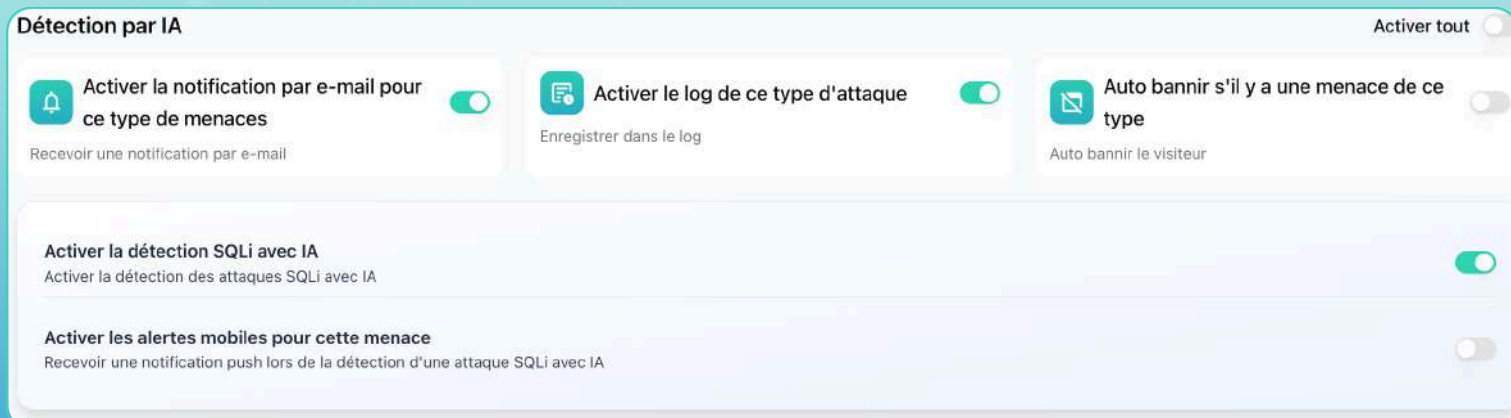 Détection par IA
Activer tout
Activer la notification par e-mail pour
ce type de menaces
Recevoir une notification par e-mail
Activer le log de ce type d'attaque
Enregistrer dans le log
Auto bannir s'il y a une menace de ce
type
Auto bannir le visiteur
Activer la détection SQLi avec IA
Activer la détection des attaques SQLi avec IA
Activer les alertes mobiles pour cette menace
Recevoir une notification push lors de la détection d'une attaque SQLi avec IA